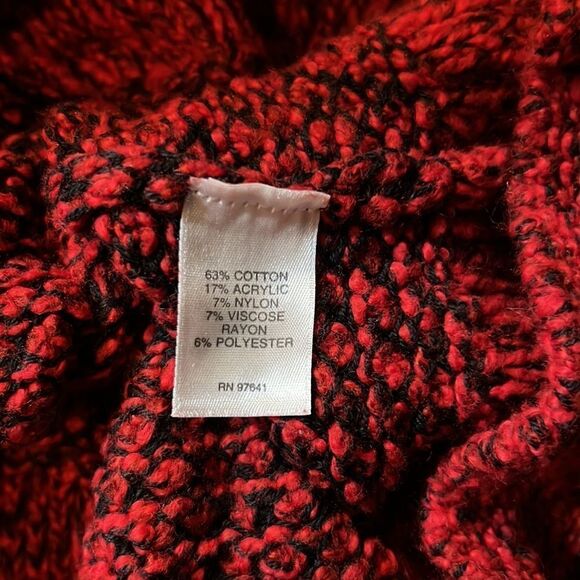 63% COTTON
17% ACRYLIC
7% NYLON
7% VISCOSE
RAYON
6% POLYESTER
RN 97641